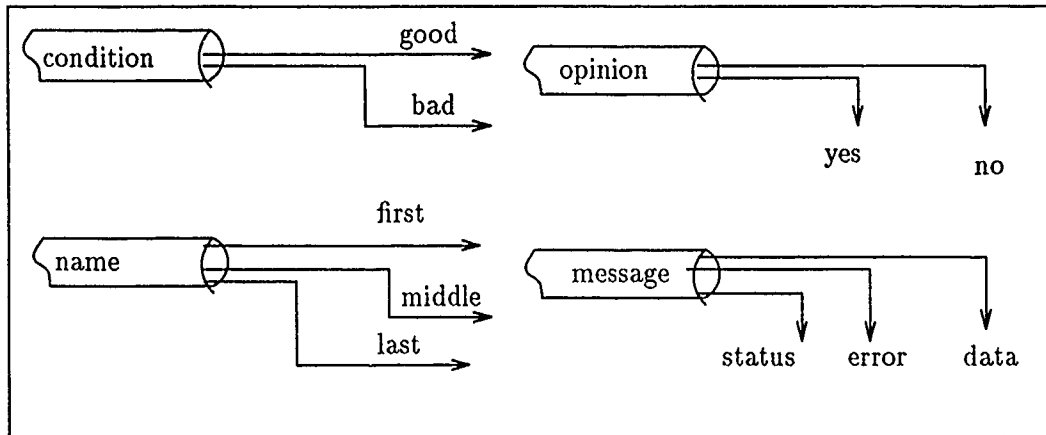 condition
good
bad
opinion
yes
no
name
first
middle
last
message
status
error
data